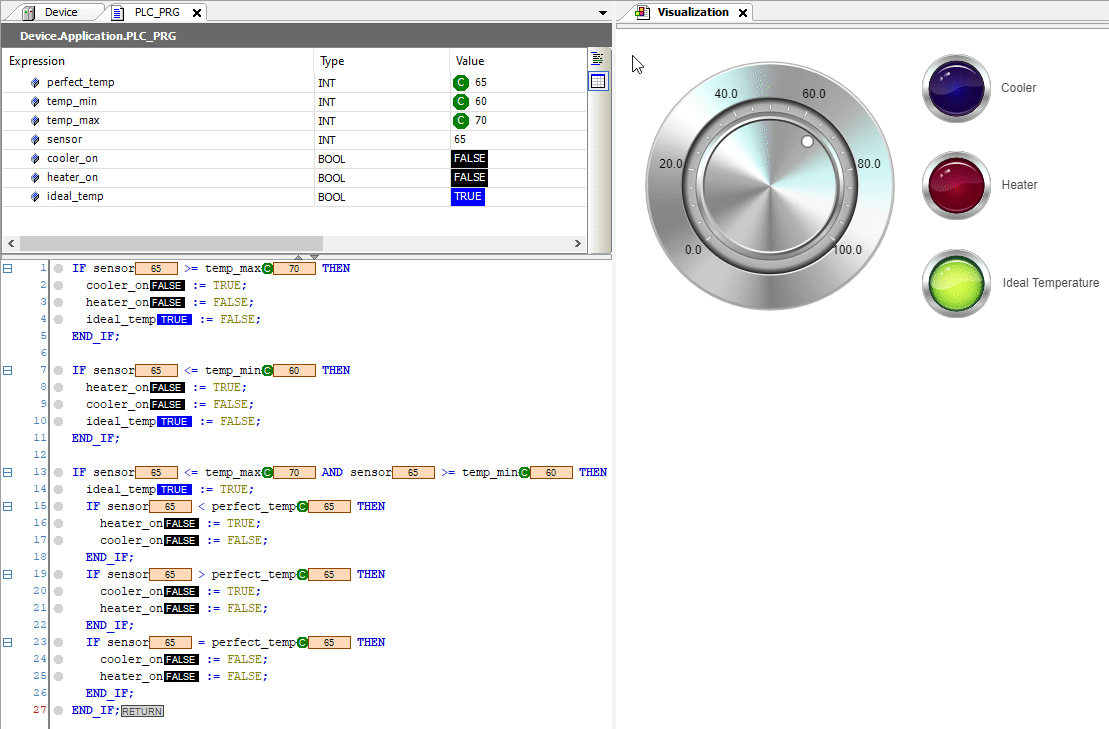 Device PLC_PRG
Device.Application.PLC_PRG
Expression Type Value
perfect_temp INT C 65
temp_min INT C 60
temp_max INT C 70
sensor INT 65
cooler_on BOOL FALSE
heater_on BOOL FALSE
ideal_temp BOOL TRUE
1 IF sensor 65 >= temp_max C 70 THEN
2 cooler_on FALSE := TRUE;
3 heater_on FALSE := FALSE;
4 ideal_temp TRUE := FALSE;
5 END_IF;
6
7 IF sensor 65 <= temp_min C 60 THEN
8 heater_on FALSE := TRUE;
9 cooler_on FALSE := FALSE;
10 ideal_temp TRUE := FALSE;
11 END_IF;
12
13 IF sensor 65 <= temp_max C 70 AND sensor 65 >= temp_min C 60 THEN
14 ideal_temp TRUE := TRUE;
15 IF sensor 65 < perfect_temp C 65 THEN
16 heater_on FALSE := TRUE;
17 cooler_on FALSE := FALSE;
18 END_IF;
19 IF sensor 65 > perfect_temp C 65 THEN
20 cooler_on FALSE := TRUE;
21 heater_on FALSE := FALSE;
22 END_IF;
23 IF sensor 65 = perfect_temp C 65 THEN
24 cooler_on FALSE := FALSE;
25 heater_on FALSE := FALSE;
26 END_IF;
27 END_IF; RETURN
Visualization
40.0 60.0
20.0 80.0
0.0 100.0
Cooler
Heater
Ideal Temperature